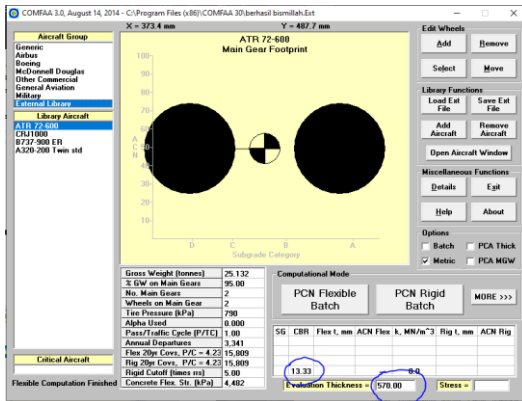 COMFAA 3.0, August 14, 2014 - C:\Program Files (x86)\COMFAA 30\berhasil bismillah.Ext
X = 373.4 mm Y = 487.7 mm
Aircraft Group
Generic
Airbus
Boeing
McDonnell Douglas
Other Commercial
General Aviation
Military
External Library
Library Aircraft
ATR 72-600
CRJ1000
B737-900 ER
A320-200 Twin std
Critical Aircraft
Flexible Computation Finished
ATR 72-600
Main Gear Footprint
100-
90-
80-
A
C
N
40-
30-
20-
10-
D C B A
Subgrade Category
Gross Weight (tonnes) 25.132
% GW on Main Gears 95.00
No. Main Gears 2
Wheels on Main Gear 2
Tire Pressure (kPa) 790
Alpha Used 0.000
Pass/Traffic Cycle (P/TC) 1.00
Annual Departures 3,341
Flex 20yr Covs, P/C = 4.23 15,809
Rig 20yr Covs, P/C = 4.23 15,809
Rigid Cutoff (times rrs) 5.00
Concrete Flex. Str. (kPa) 4,482
Computational Mode
PCN Flexible
Batch
PCN Rigid
Batch
MORE >>>
SG CBR Flex t, mm ACN Flex k, MN/m^3 Rig t, mm ACN Rig
13.33 0.0
Evaluation Thickness = 570.00 Stress =
Edit Wheels
Add Remove
Select Move
Library Functions
Load Ext
File
Save Ext
File
Add
Aircraft
Remove
Aircraft
Open Aircraft Window
Miscellaneous Functions
Details Exit
Help About
Options
Batch PCA Thick
Metric PCA MGW